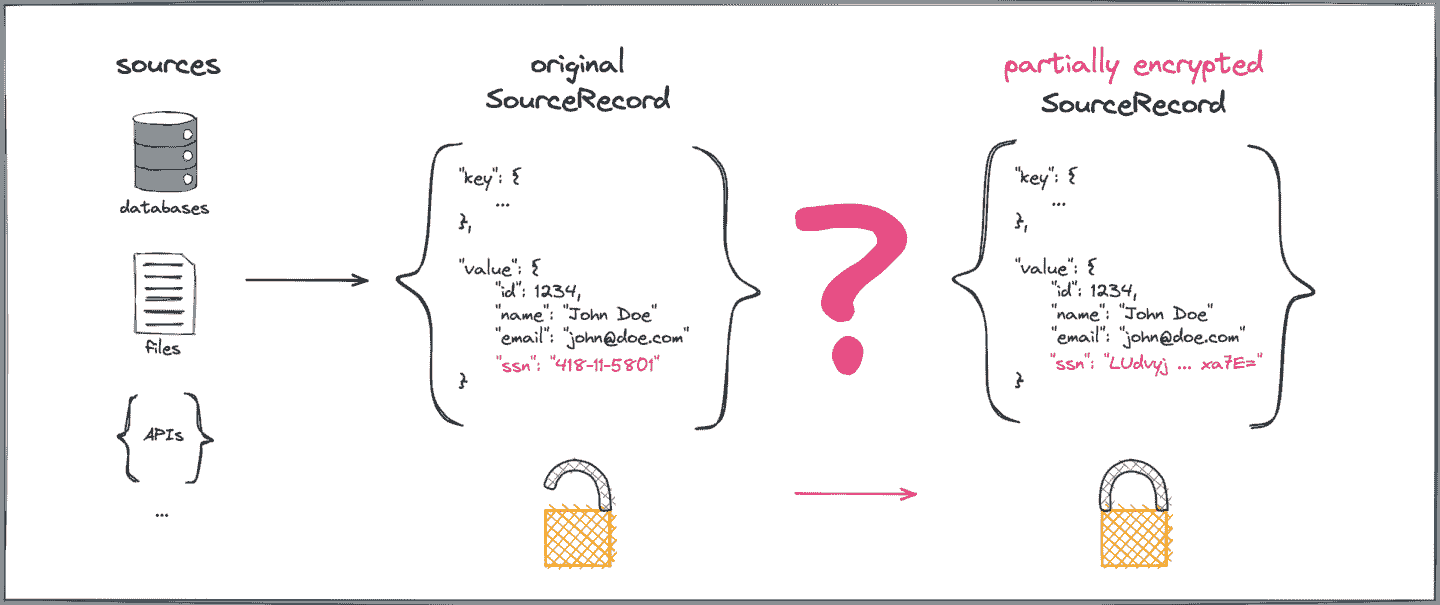 sources
databases
files
APIs
...
original
SourceRecord
"key": {
...
},
"value": {
"id": 1234,
"name": "John Doe"
"email": "john@doe.com"
"ssn": "418-11-5801"
}
?
partially encrypted
SourceRecord
"key": {
...
},
"value": {
"id": 1234,
"name": "John Doe"
"email": "john@doe.com"
"ssn": "LUdvyj ... xa7E="
}